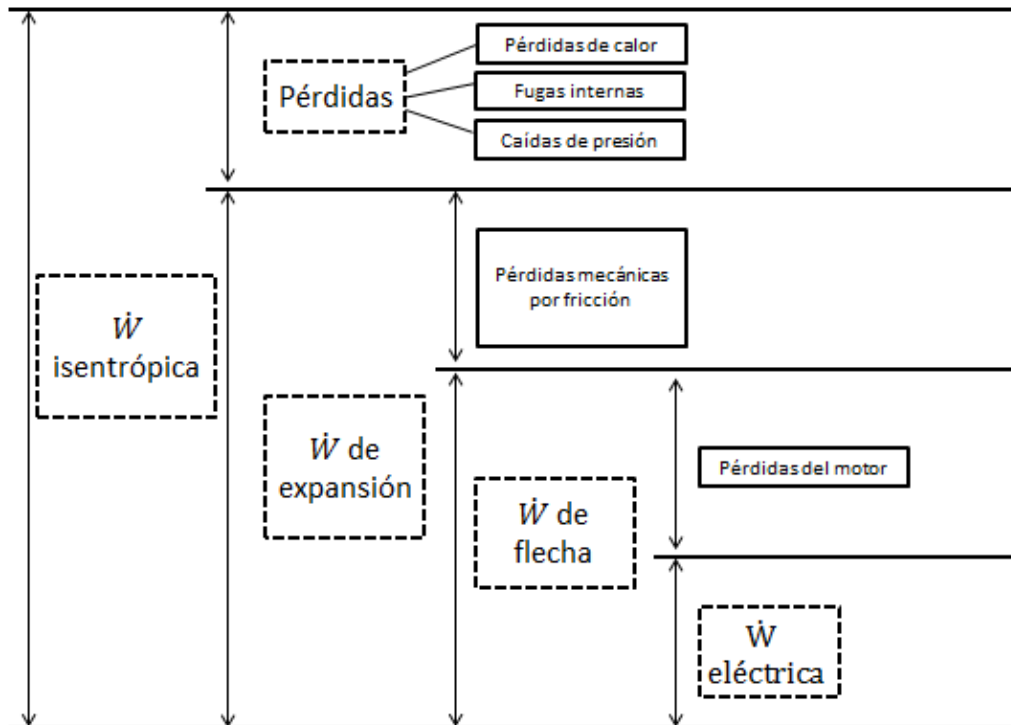 Pérdidas
Pérdidas de calor
Fugas internas
Caídas de presión
Ẇ
isentrópica
Ẇ de
expansión
Pérdidas mecánicas
por fricción
Ẇ de
flecha
Pérdidas del motor
Ẇ
eléctrica